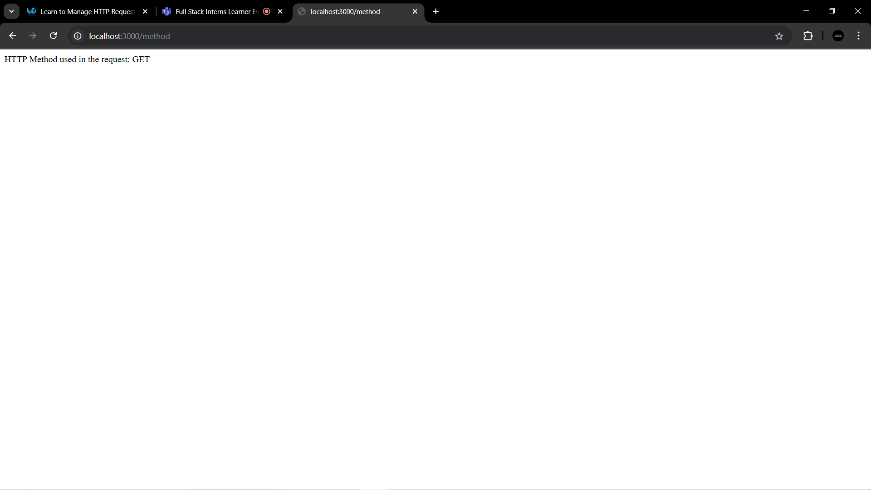 Learn to Manage HTTP Request
Full Stack Interns Learner E
localhost:3000/method
localhost:3000/method
HTTP Method used in the request: GET